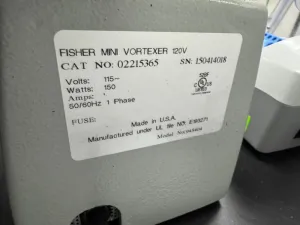 FISHER MINI VORTEXER 120V
CAT NO: 02215365 SN: 150414018
Volts: 115~
Watts: 150
Amps:
50/60Hz 1 Phase
FUSE: Made in U.S.A.
Manufactured under UL file NO: